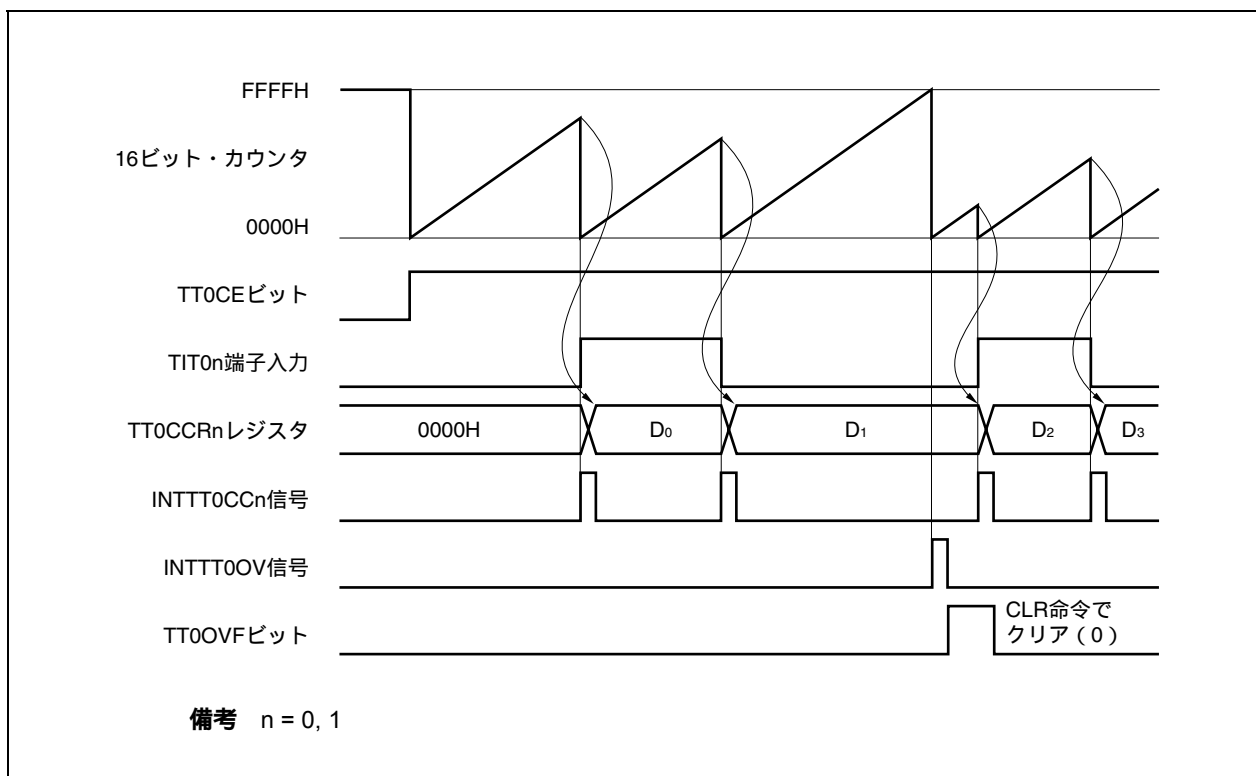 FFFFH
16ビット・カウンタ
0000H
TT0CEビット
TIT0n端子入力
TT0CCRnレジスタ
0000H D0 D1 D2 D3
INTTT0CCn信号
INTTT0OV信号
TT0OVFビット
CLR命令で
クリア(0)
備考 n = 0, 1